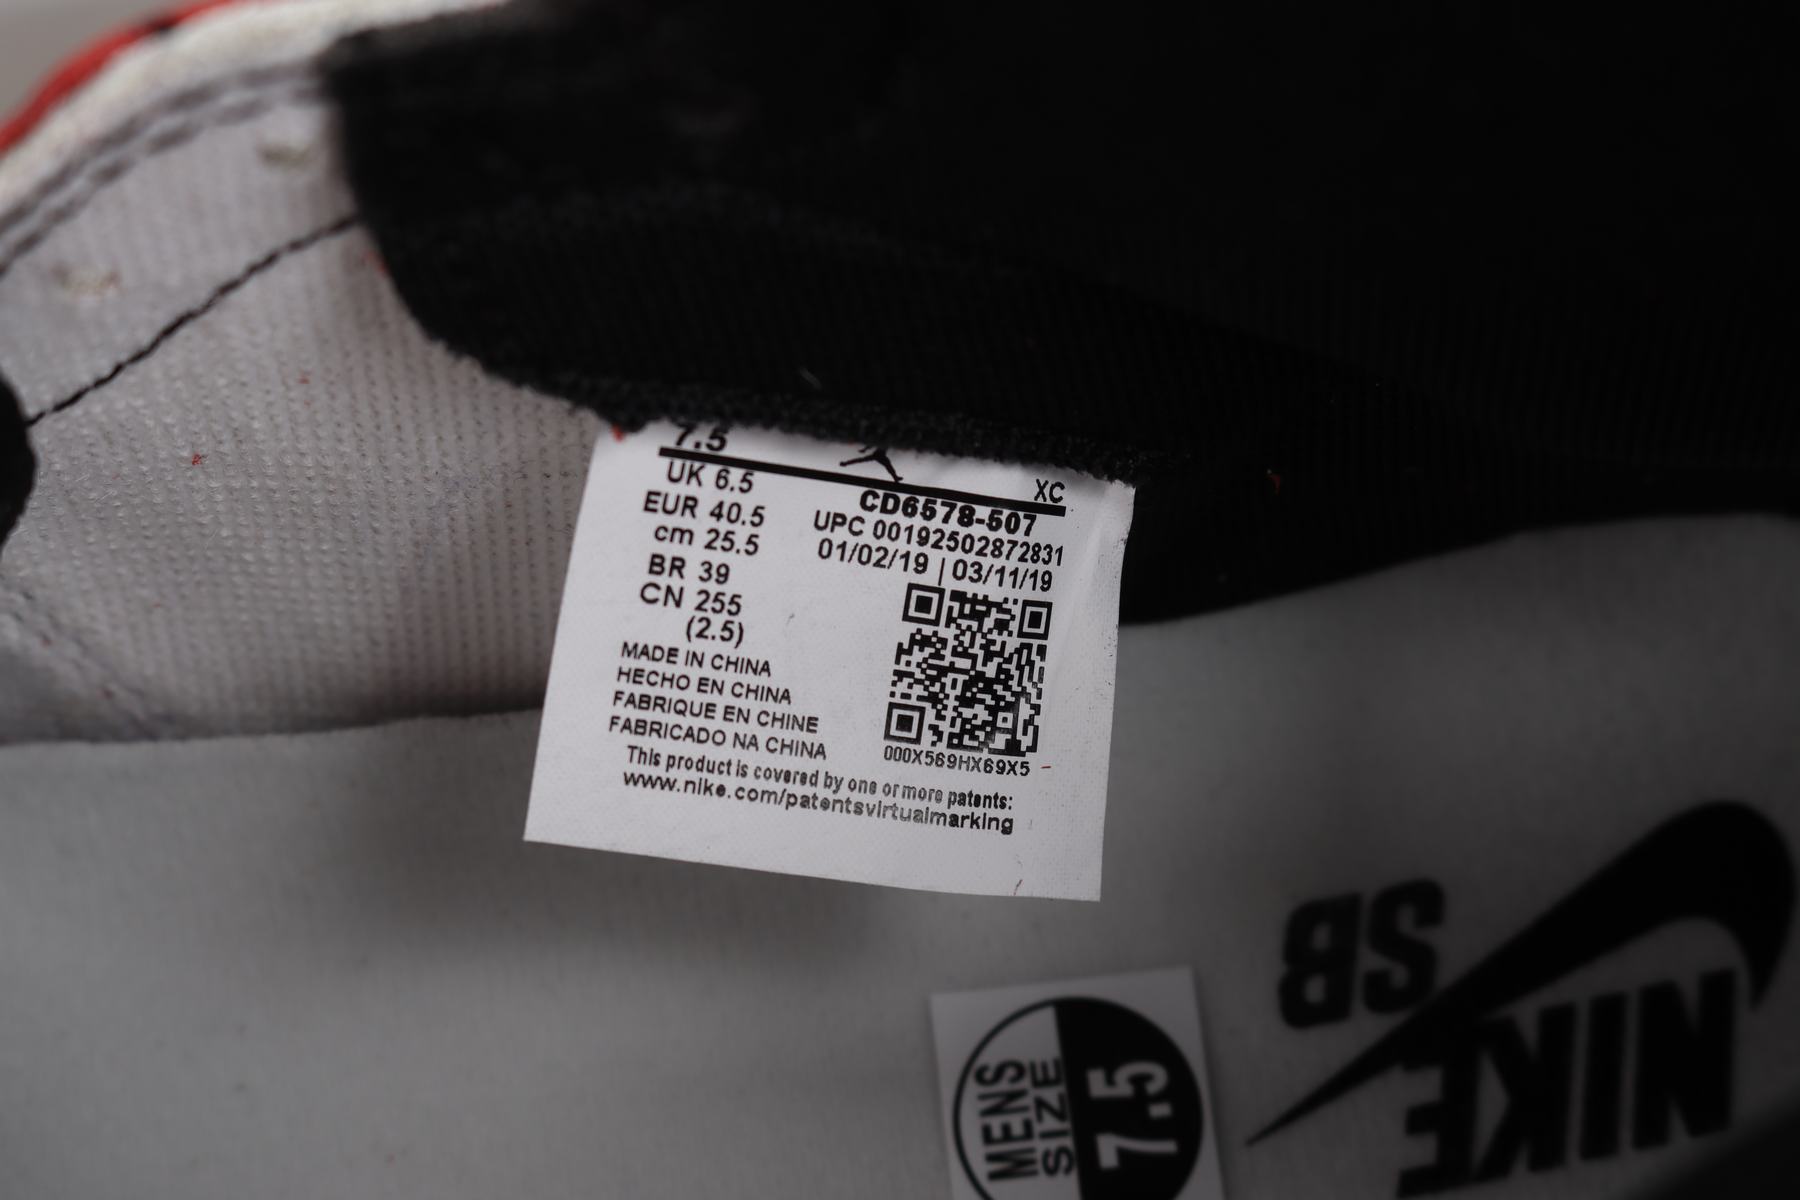 7.5
XC
UK 6.5
EUR 40.5
cm 25.5
BR 39
CN 255
(2.5)
CD6578-507
UPC 00192502872831
01/02/19 | 03/11/19
MADE IN CHINA
HECHO EN CHINA
FABRIQUE EN CHINE
FABRICADO NA CHINA
000X569HX69X5
This product is covered by one or more patents:
www.nike.com/patentsvirtualmarking
MENS
SIZE
7.5
NIKE
SB